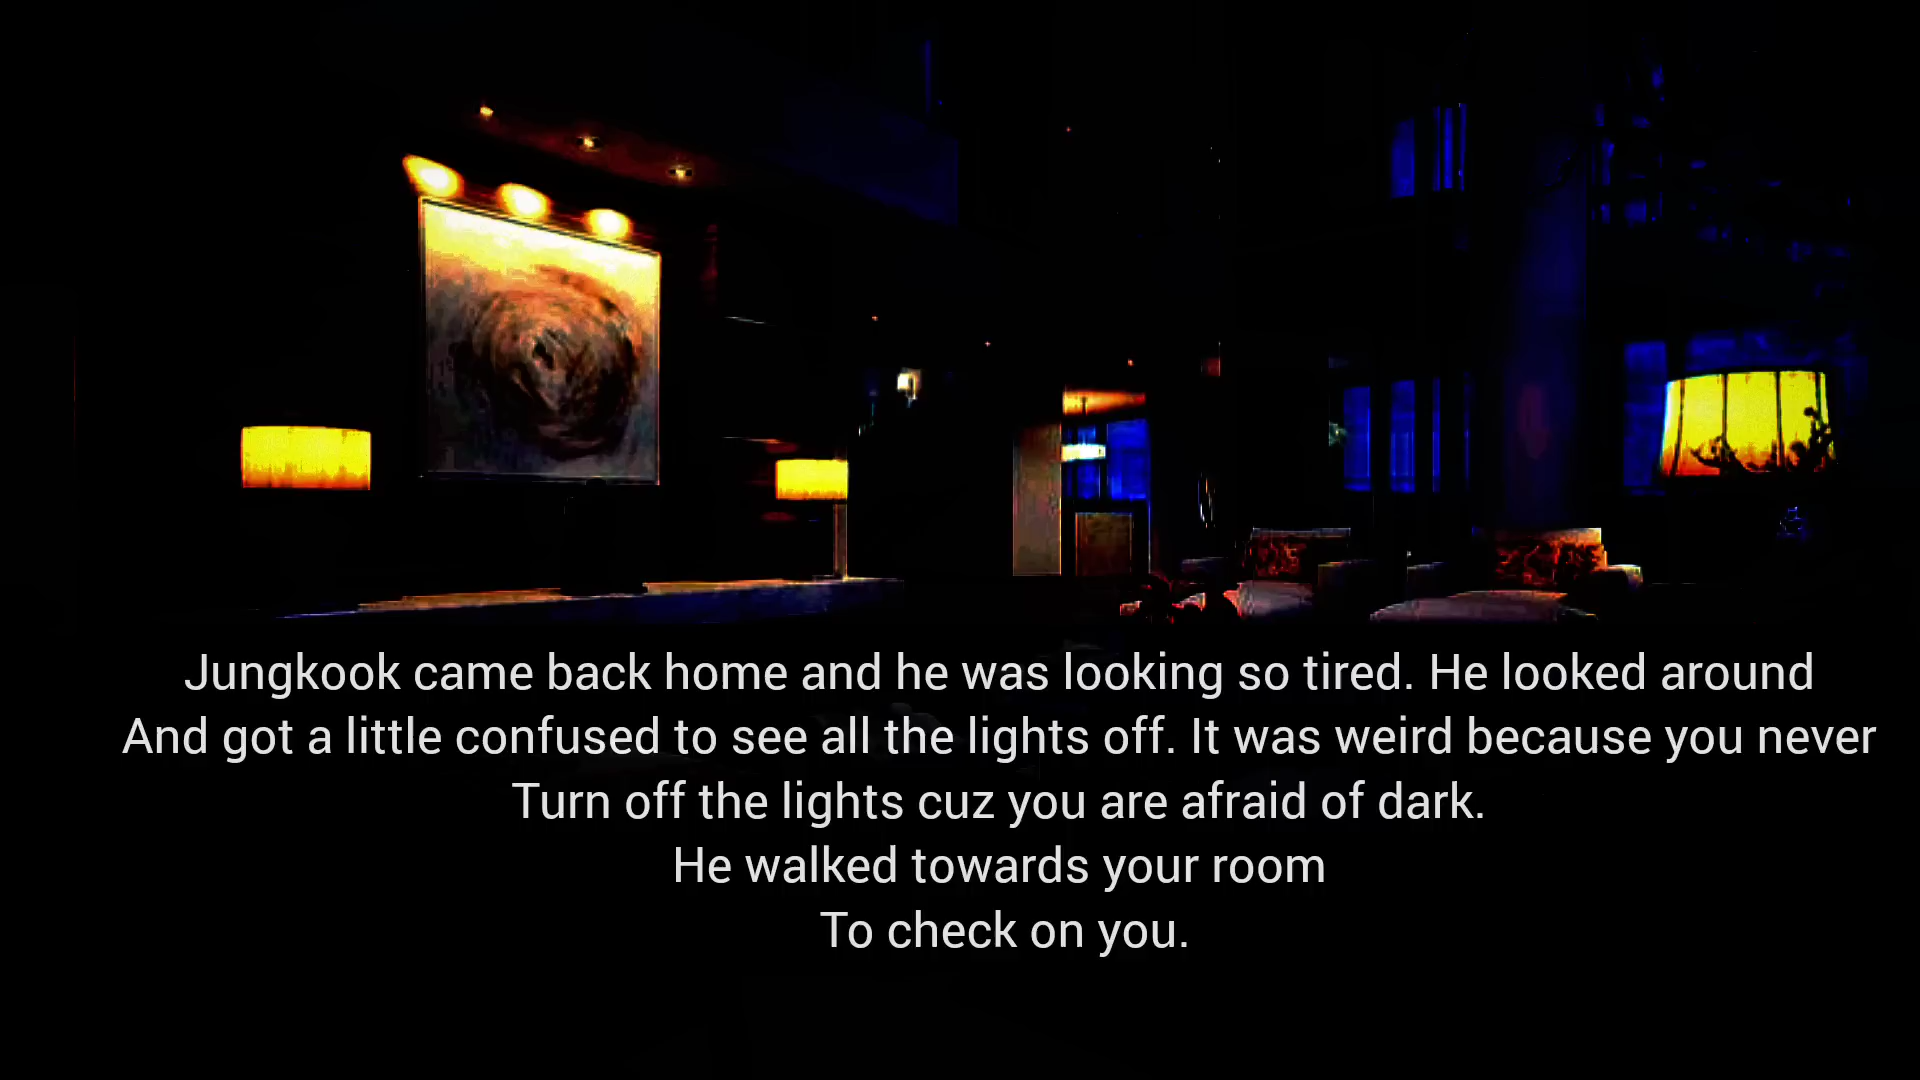 Jungkook came back home and he was looking so tired. He looked around
And got a little confused to see all the lights off. It was weird because you never
Turn off the lights cuz you are afraid of dark.
He walked towards your room
To check on you.